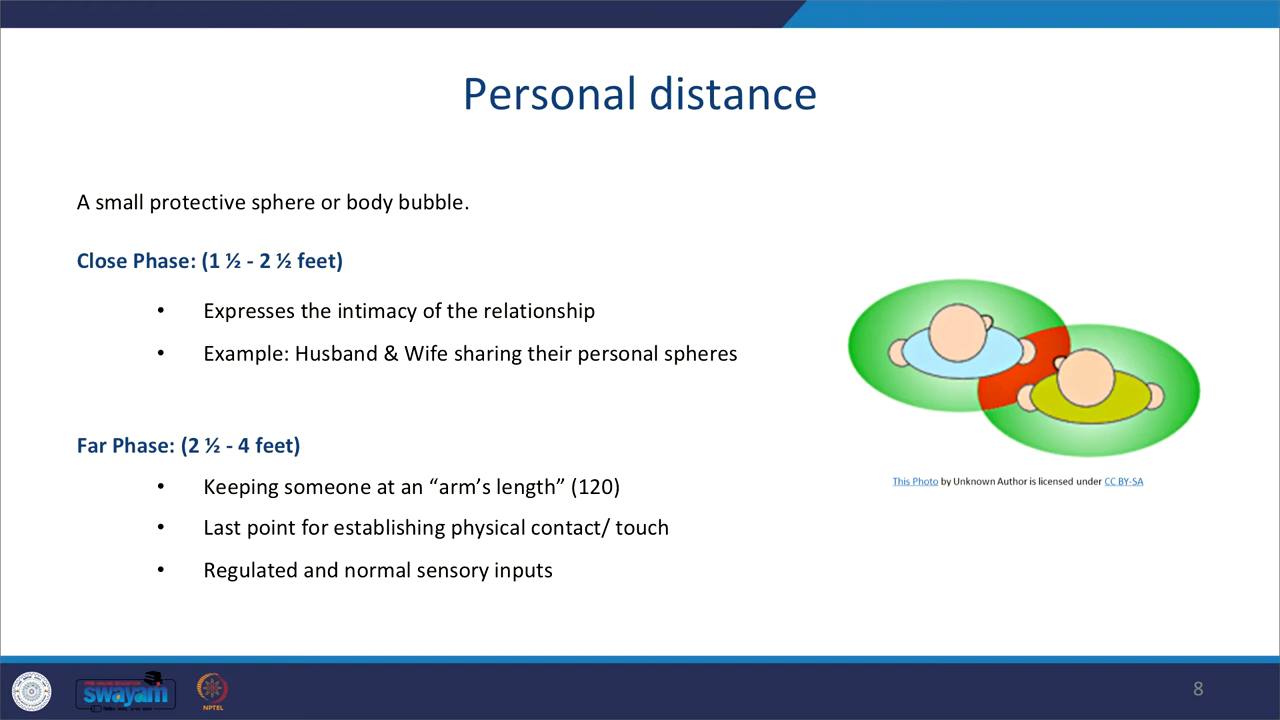 Personal distance
A small protective sphere or body bubble.
Close Phase: (1 ½ - 2 ½ feet)
• Expresses the intimacy of the relationship
• Example: Husband & Wife sharing their personal spheres
Far Phase: (2 ½ - 4 feet)
• Keeping someone at an “arm’s length” (120)
• Last point for establishing physical contact/ touch
• Regulated and normal sensory inputs
This Photo by Unknown Author is licensed under CC BY-SA
swayam
NPTEL
8